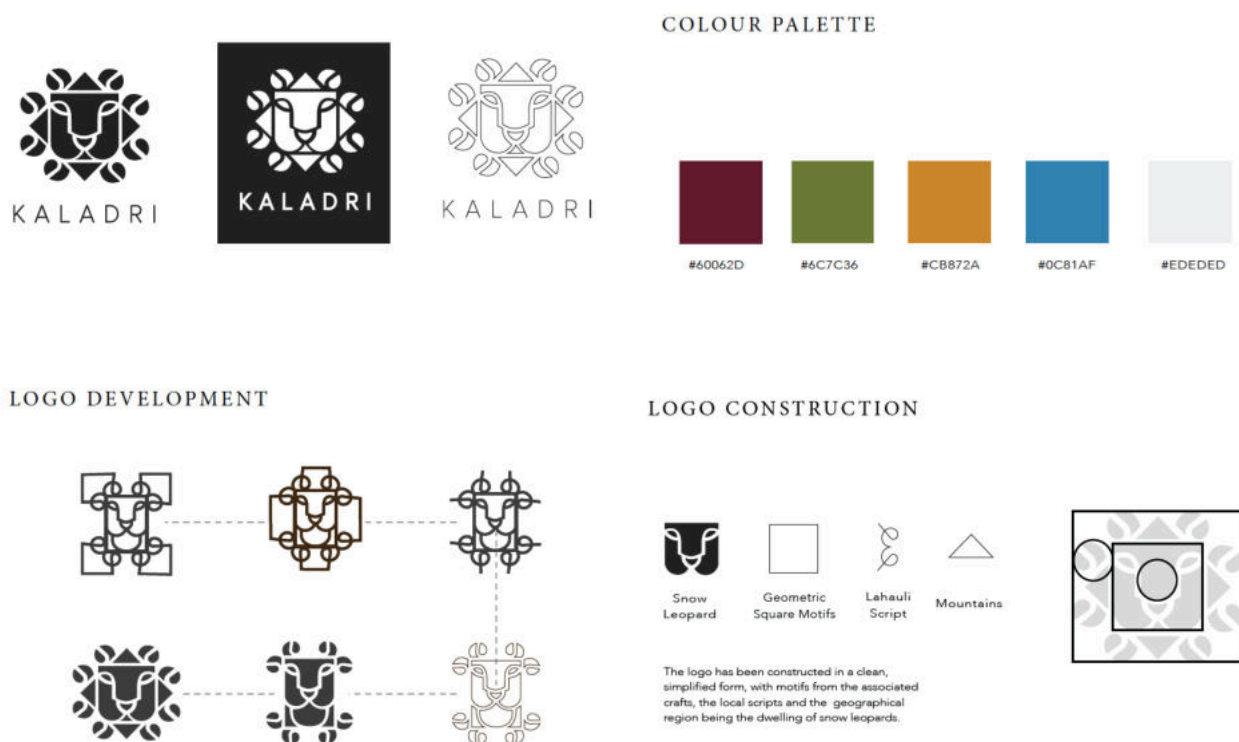 KALADRI
KALADRI
KALADRI
COLOUR PALETTE
#60062D
#6C7C36
#CB872A
#0C81AF
#EDEDED
LOGO DEVELOPMENT
LOGO CONSTRUCTION
Snow
Leopard
Geometric
Square Motifs
Lahauli
Script
Mountains
The logo has been constructed in a clean,
simplified form, with motifs from the associated
crafts, the local scripts and the geographical
region being the dwelling of snow leopards.